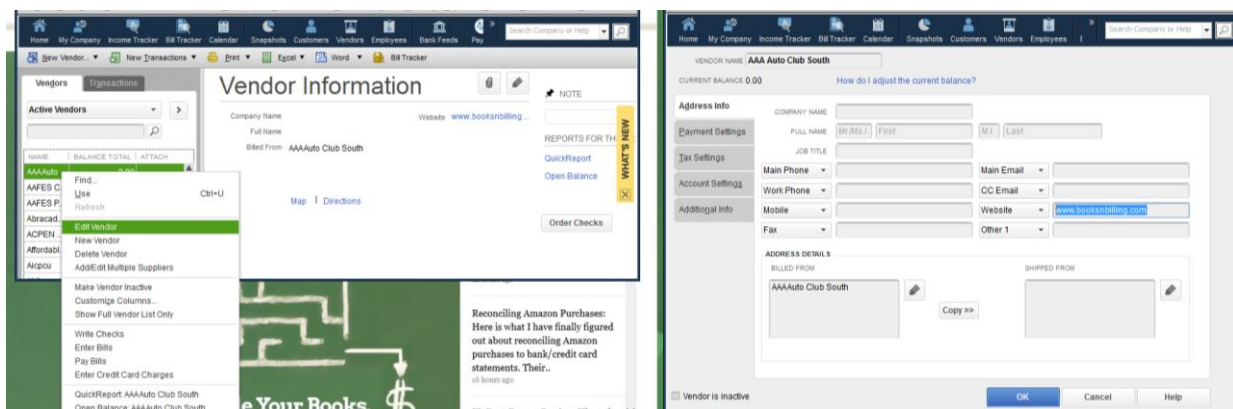 Home My Company Income Tracker Bill Tracker Calendar Snapshots Customers Vendors Employees Bank Feeds Pay
Search Company or Help
New Vendor... New Transactions Print Excel Word Bill Tracker
Vendors Transactions
Active Vendors
NAME BALANCE TOTAL ATTACH
AAAAuto 0.00
AAFES C.
AAFES P.
Abracad.
ACPEN
Affordabl.
Aicpcu
Find...
Use Ctrl+U
Refresh
Edit Vendor
New Vendor
Delete Vendor
Add/Edit Multiple Suppliers
Make Vendor Inactive
Customize Columns...
Show Full Vendor List Only
Write Checks
Enter Bills
Pay Bills
Enter Credit Card Charges
QuickReport: AAAAuto Club South
Open Balance: AAAAuto Club South
Vendor Information
Company Name
Full Name
Billed From AAAAuto Club South
Website www.booksnbilling...
Map | Directions
NOTE
REPORTS FOR TH
QuickReport
Open Balance
Order Checks
WHAT'S NEW
e Your Books
Reconciling Amazon Purchases:
Here is what I have finally figured
out about reconciling Amazon
purchases to bank/credit card
statements. Their..
16 hours ago
Home My Company Income Tracker Bill Tracker Calendar Snapshots Customers Vendors Employees
Search Company or Help
VENDOR NAME AAA Auto Club South
CURRENT BALANCE 0.00 How do I adjust the current balance?
Address Info
Payment Settings
Tax Settings
Account Settings
Additional Info
COMPANY NAME
FULL NAME Mr./Ms./. First M.I. Last
JOB TITLE
Main Phone Main Email
Work Phone CC Email
Mobile Website www.booksnbilling.com
Fax Other 1
ADDRESS DETAILS
BILLED FROM SHIPPED FROM
AAAAuto Club South
Copy >>
Vendor is inactive
OK Cancel Help